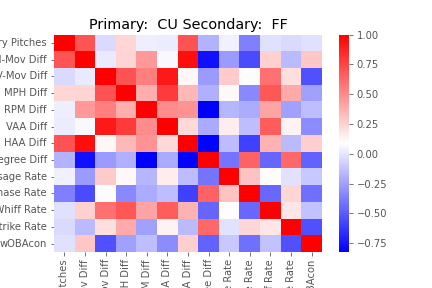 Primary: CU Secondary: FF
ry Pitches
Mov Diff
Mov Diff
MPH Diff
RPM Diff
VAA Diff
HAA Diff
egree Diff
sage Rate
hase Rate
Whiff Rate
trike Rate
wOBAcon
1.00
0.75
0.50
0.25
0.00
−0.25
−0.50
−0.75
tches
v Diff
ov Diff
H Diff
M Diff
A Diff
A Diff
e Diff
e Rate
e Rate
ff Rate
e Rate
BAcon